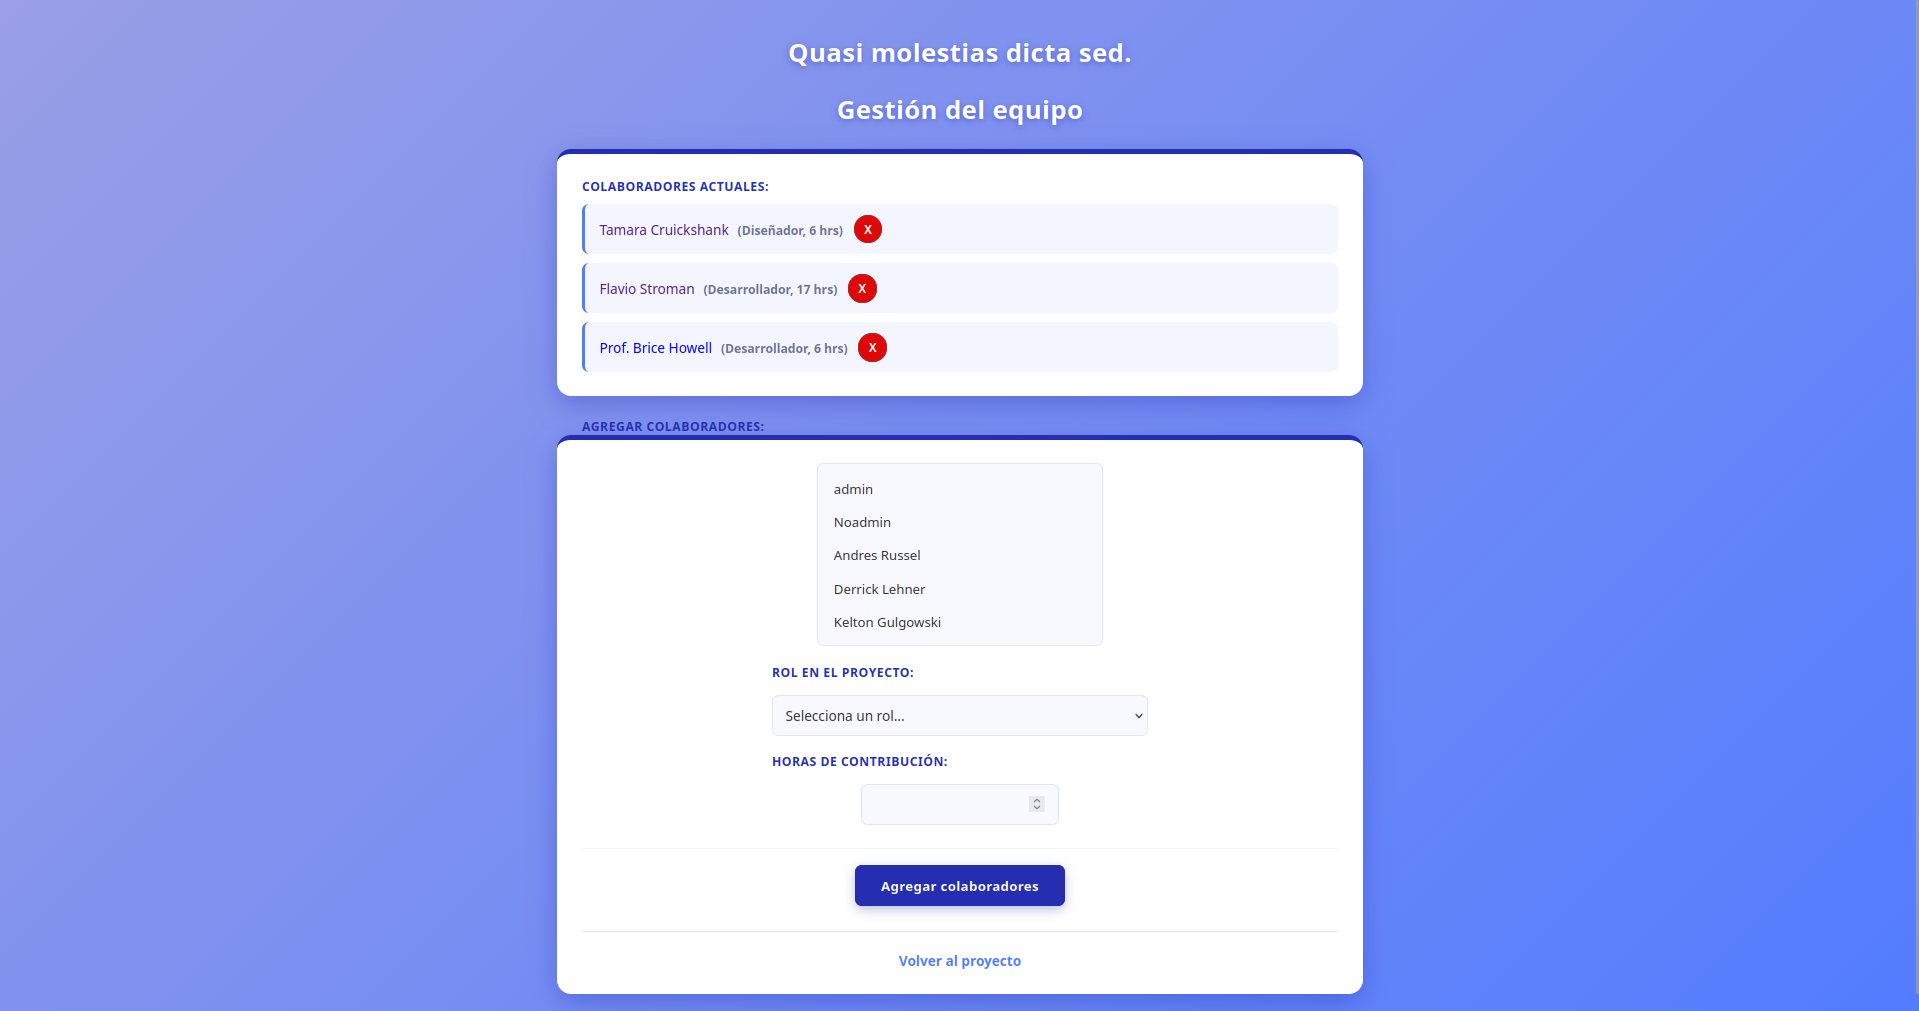 Quasi molestias dicta sed.
Gestión del equipo
COLABORADORES ACTUALES:
Tamara Cruickshank (Diseñador, 6 hrs) X
Flavio Stroman (Desarrollador, 17 hrs) X
Prof. Brice Howell (Desarrollador, 6 hrs) X
AGREGAR COLABORADORES:
admin
Noadmin
Andres Russel
Derrick Lehner
Kelton Gulgowski
ROL EN EL PROYECTO:
Selecciona un rol...
HORAS DE CONTRIBUCIÓN:
Agregar colaboradores
Volver al proyecto